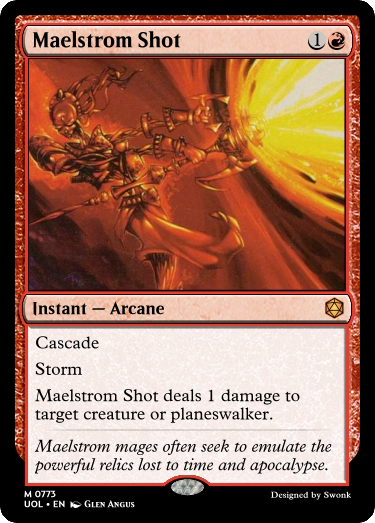 Maelstrom Shot 1
Instant — Arcane
Cascade
Storm
Maelstrom Shot deals 1 damage to
target creature or planeswalker.
Maelstrom mages often seek to emulate the
powerful relics lost to time and apocalypse.
M 0773
UOL • EN Glen Angus
Designed by Swonk